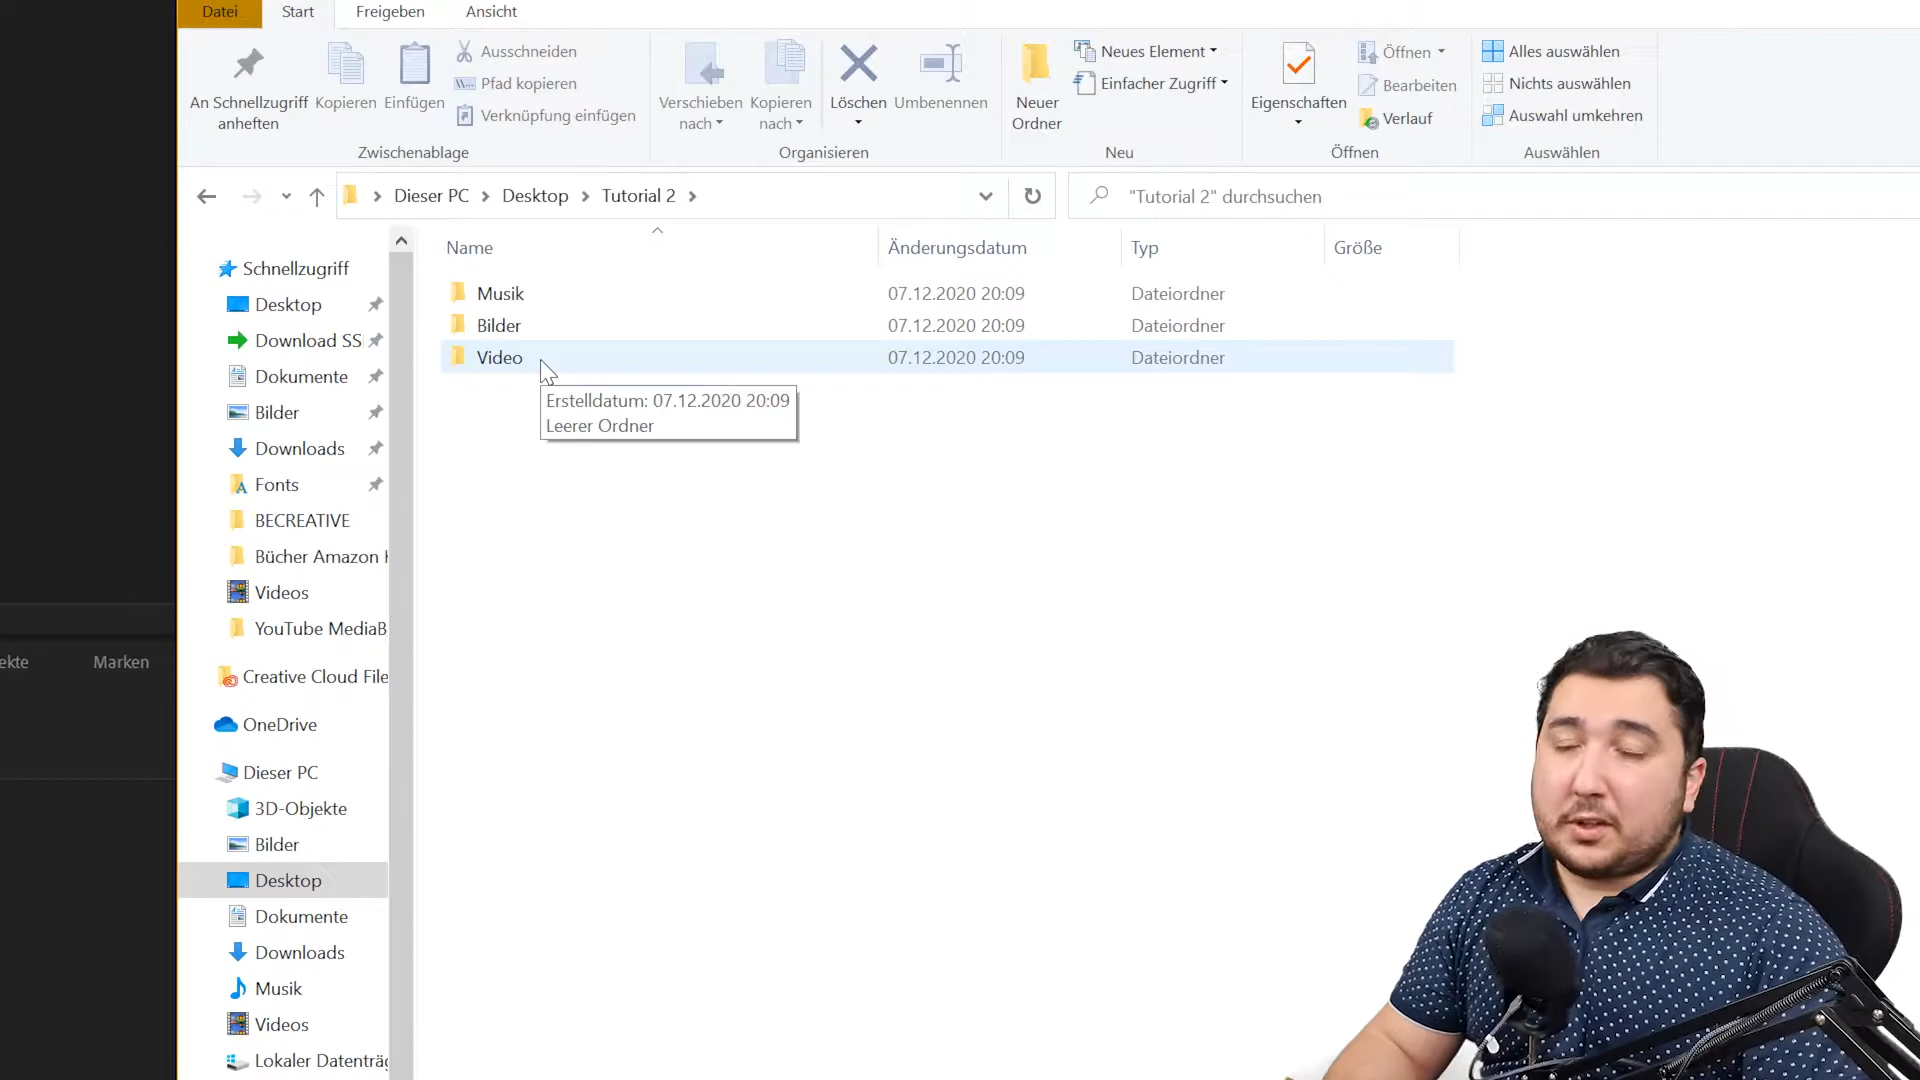 Datei Start Freigeben Ansicht
An Schnellzugriff
anheften
Kopieren
Einfügen
Ausschneiden
Pfad kopieren
Verknüpfung einfügen
Zwischenablage
Verschieben
nach
Kopieren
nach
Löschen
Umbenennen
Organisieren
Neuer
Ordner
Neues Element
Einfacher Zugriff
Neu
Eigenschaften
Öffnen
Bearbeiten
Verlauf
Öffnen
Alles auswählen
Nichts auswählen
Auswahl umkehren
Auswählen
Dieser PC > Desktop > Tutorial 2 >
"Tutorial 2" durchsuchen
Schnellzugriff
Desktop
Download SS
Dokumente
Bilder
Downloads
Fonts
BECREATIVE
Bücher Amazon
Videos
YouTube MediaB
Creative Cloud File
OneDrive
Dieser PC
3D-Objekte
Bilder
Desktop
Dokumente
Downloads
Musik
Videos
Lokaler Datenträg
Name Änderungsdatum Typ Größe
Musik 07.12.2020 20:09 Dateiordner
Bilder 07.12.2020 20:09 Dateiordner
Video 07.12.2020 20:09 Dateiordner
Erstelldatum: 07.12.2020 20:09
Leerer Ordner
ekte Marken